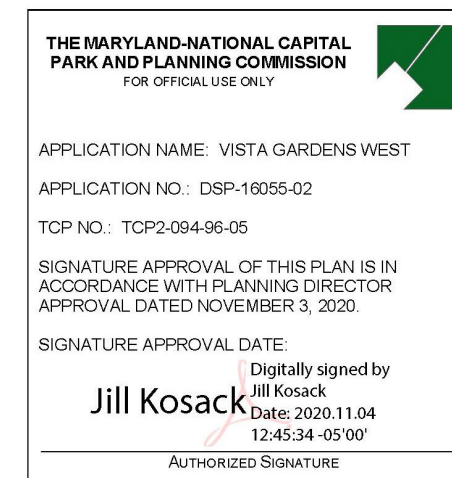 THE MARYLAND-NATIONAL CAPITAL
PARK AND PLANNING COMMISSION
FOR OFFICIAL USE ONLY
APPLICATION NAME: VISTA GARDENS WEST
APPLICATION NO.: DSP-16055-02
TCP NO.: TCP2-094-96-05
SIGNATURE APPROVAL OF THIS PLAN IS IN
ACCORDANCE WITH PLANNING DIRECTOR
APPROVAL DATED NOVEMBER 3, 2020.
SIGNATURE APPROVAL DATE:
Jill Kosack
Digitally signed by
Jill Kosack
Date: 2020.11.04
12:45:34 -05'00'
AUTHORIZED SIGNATURE